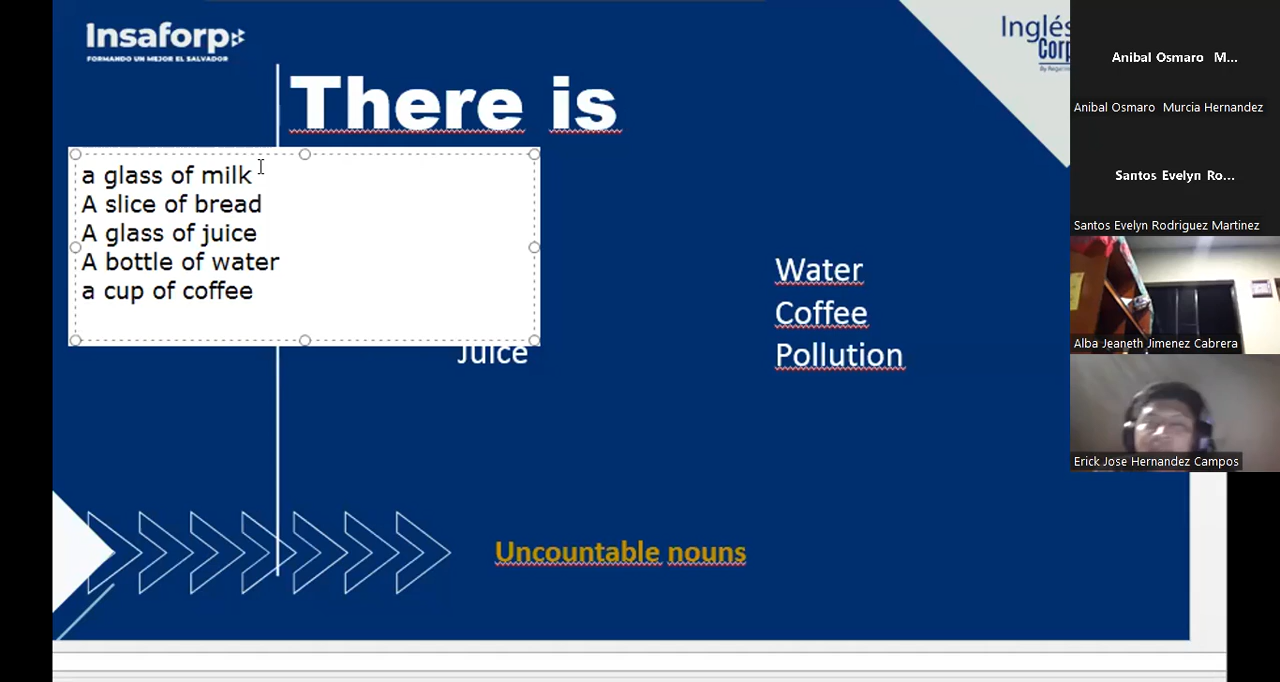 Insaforp
FORMANDO UN MEJOR EL SALVADOR
Inglés
Corp
There is
a glass of milk
A slice of bread
A glass of juice
A bottle of water
a cup of coffee
Juice
Water
Coffee
Pollution
Uncountable nouns
Anibal Osmaro M...
Anibal Osmaro Murcia Hernandez
Santos Evelyn Ro...
Santos Evelyn Rodriguez Martinez
Alba Jeaneth Jimenez Cabrera
Erick Jose Hernandez Campos